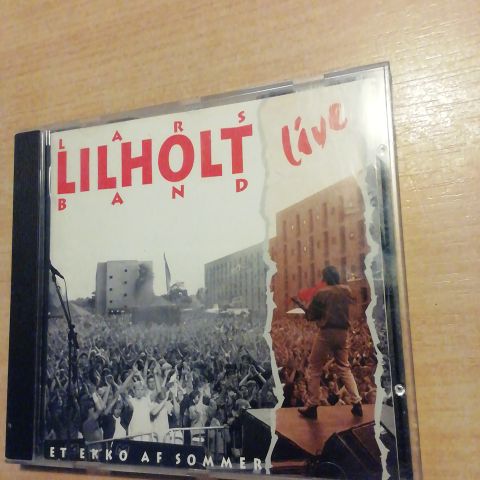 LARS
LILHOLT
BAND
live
ET EKKO AF SOMMER